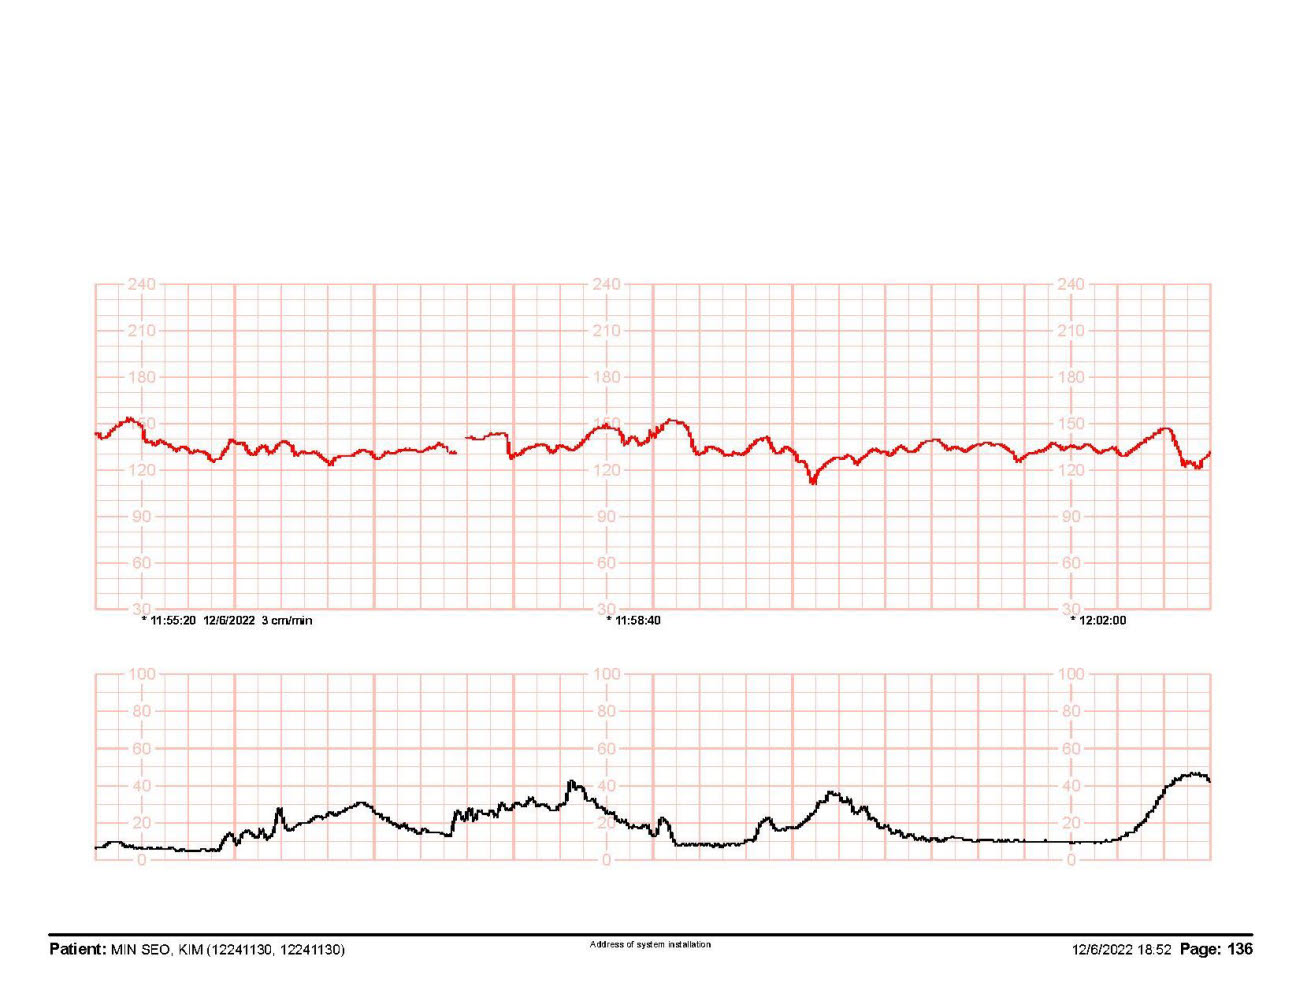 240 240 240
210 210 210
180 180 180
150 150 150
120 120 120
90 90 90
60 60 60
30 30 30
* 11:55:20 12/6/2022 3 cm/min * 11:58:40 * 12:02:00
100 100 100
80 80 80
60 60 60
40 40 40
20 20 20
0 0 0
Patient: MIN SEO, KIM (12241130, 12241130) Address of system installation 12/6/2022 18:52 Page: 136